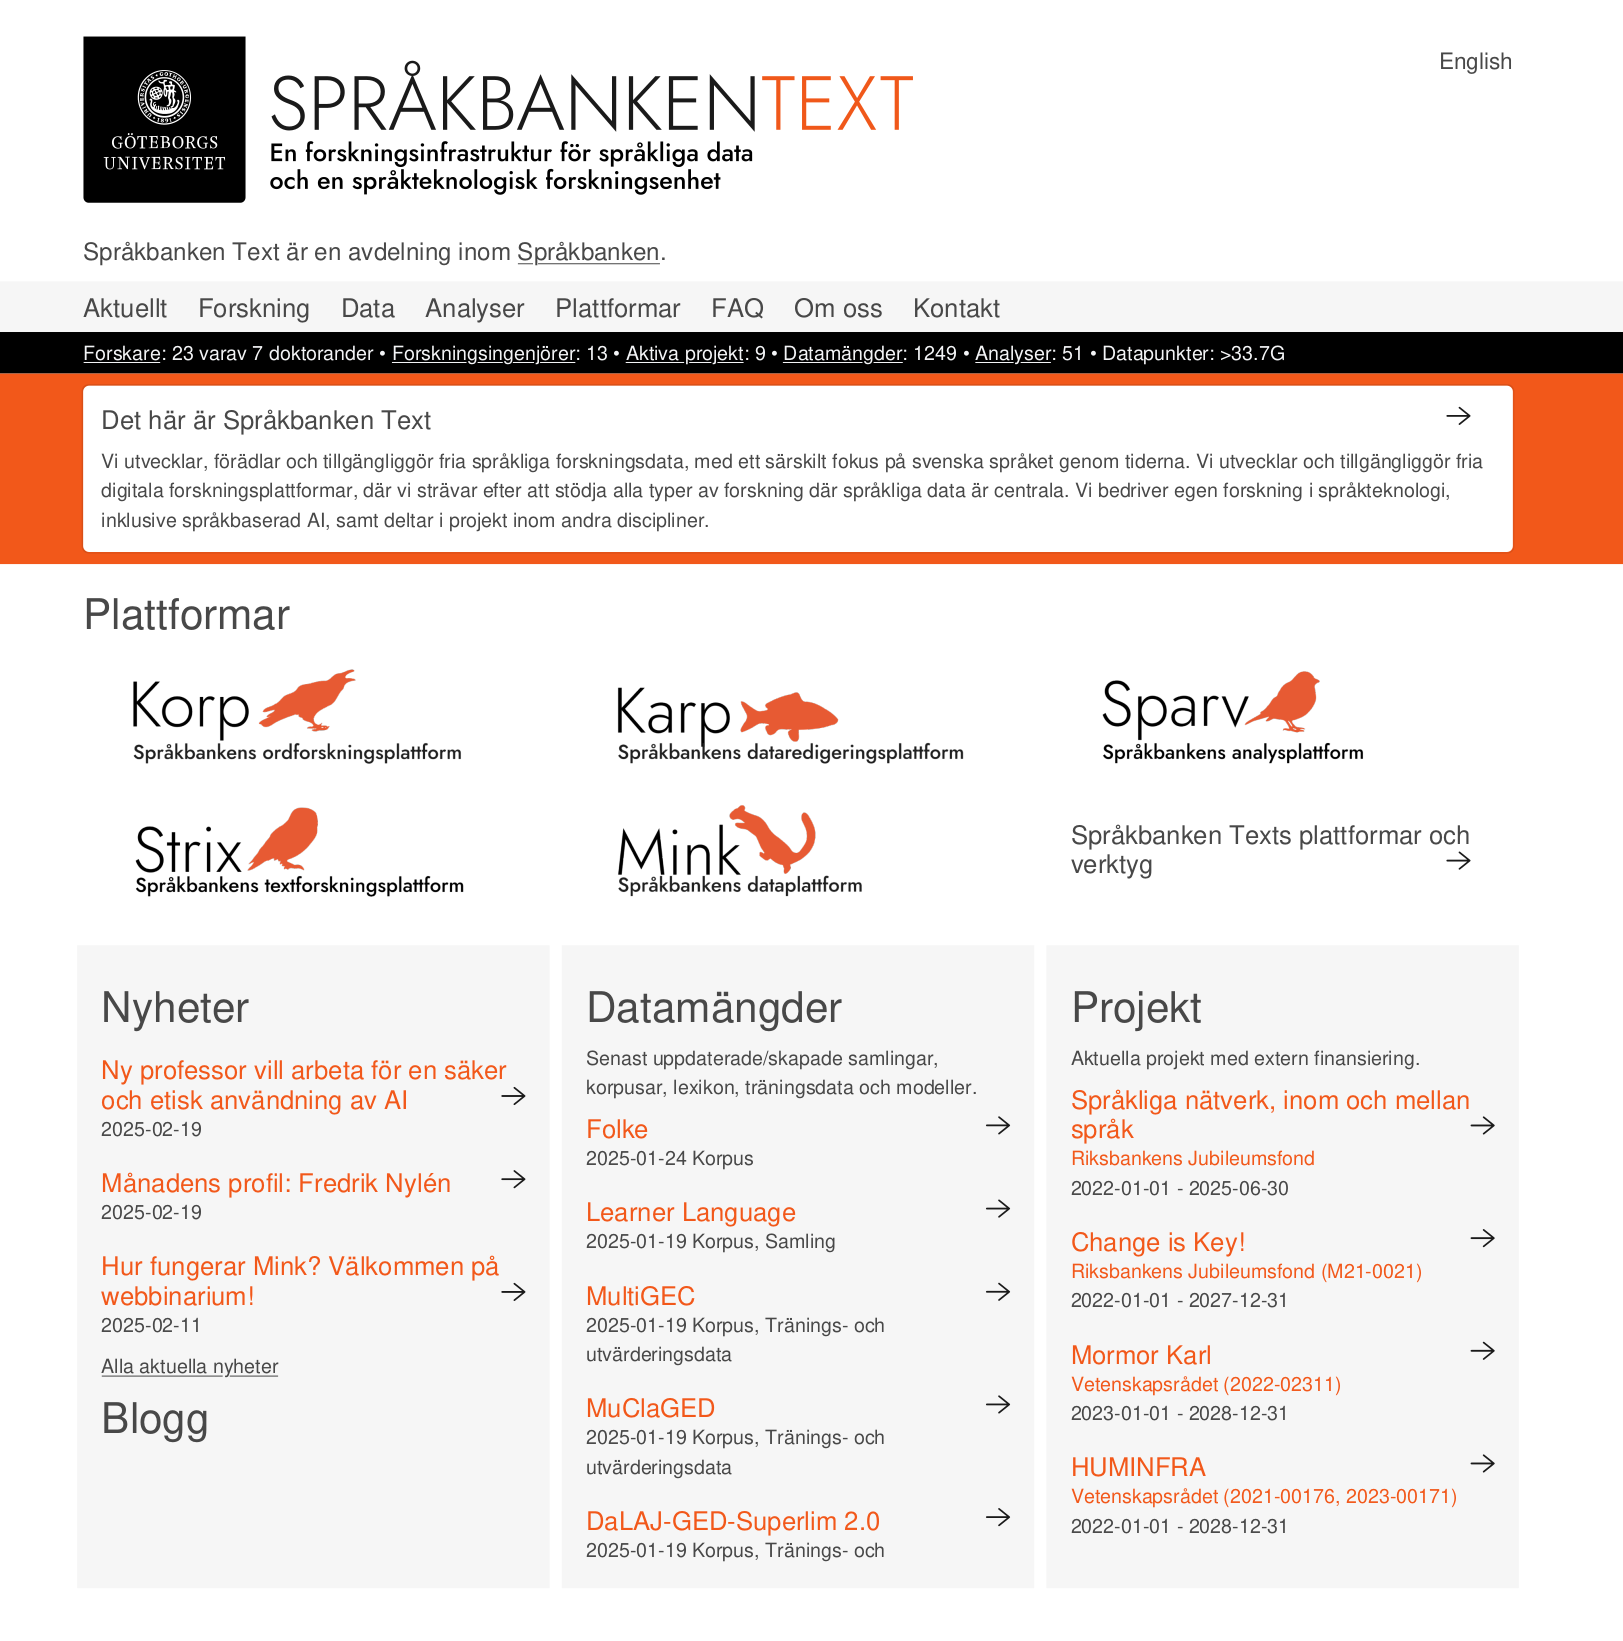 GÖTEBORGS
UNIVERSITET
SPRÅKBANKENTEXT
En forskningsinfrastruktur för språkliga data
och en språkteknologisk forskningsenhet
English
Språkbanken Text är en avdelning inom Språkbanken.
Aktuellt Forskning Data Analyser Plattformar FAQ Om oss Kontakt
Forskare: 23 varav 7 doktorander • Forskningsingenjörer: 13 • Aktiva projekt: 9 • Datamängder: 1249 • Analyser: 51 • Datapunkter: >33.7G
Det här är Språkbanken Text
Vi utvecklar, förädlar och tillgängliggör fria språkliga forskningsdata, med ett särskilt fokus på svenska språket genom tiderna. Vi utvecklar och tillgängliggör fria
digitala forskningsplattformar, där vi strävar efter att stödja alla typer av forskning där språkliga data är centrala. Vi bedriver egen forskning i språkteknologi,
inklusive språkbaserad AI, samt deltar i projekt inom andra discipliner.
Plattformar
Korp
Språkbankens ordforskningsplattform
Karp
Språkbankens dataredigeringsplattform
Sparv
Språkbankens analysplattform
Strix
Språkbankens textforskningsplattform
Mink
Språkbankens dataplattform
Språkbanken Texts plattformar och
verktyg
Nyheter
Ny professor vill arbeta för en säker
och etisk användning av AI
2025-02-19
Månadens profil: Fredrik Nylén
2025-02-19
Hur fungerar Mink? Välkommen på
webbinarium!
2025-02-11
Alla aktuella nyheter
Blogg
Datamängder
Senast uppdaterade/skapade samlingar,
korpusar, lexikon, träningsdata och modeller.
Folke
2025-01-24 Korpus
Learner Language
2025-01-19 Korpus, Samling
MultiGEC
2025-01-19 Korpus, Tränings- och
utvärderingsdata
MuClaGED
2025-01-19 Korpus, Tränings- och
utvärderingsdata
DaLAJ-GED-Superlim 2.0
2025-01-19 Korpus, Tränings- och
Projekt
Aktuella projekt med extern finansiering.
Språkliga nätverk, inom och mellan
språk
Riksbankens Jubileumsfond
2022-01-01 - 2025-06-30
Change is Key!
Riksbankens Jubileumsfond (M21-0021)
2022-01-01 - 2027-12-31
Mormor Karl
Vetenskapsrådet (2022-02311)
2023-01-01 - 2028-12-31
HUMINFRA
Vetenskapsrådet (2021-00176, 2023-00171)
2022-01-01 - 2028-12-31